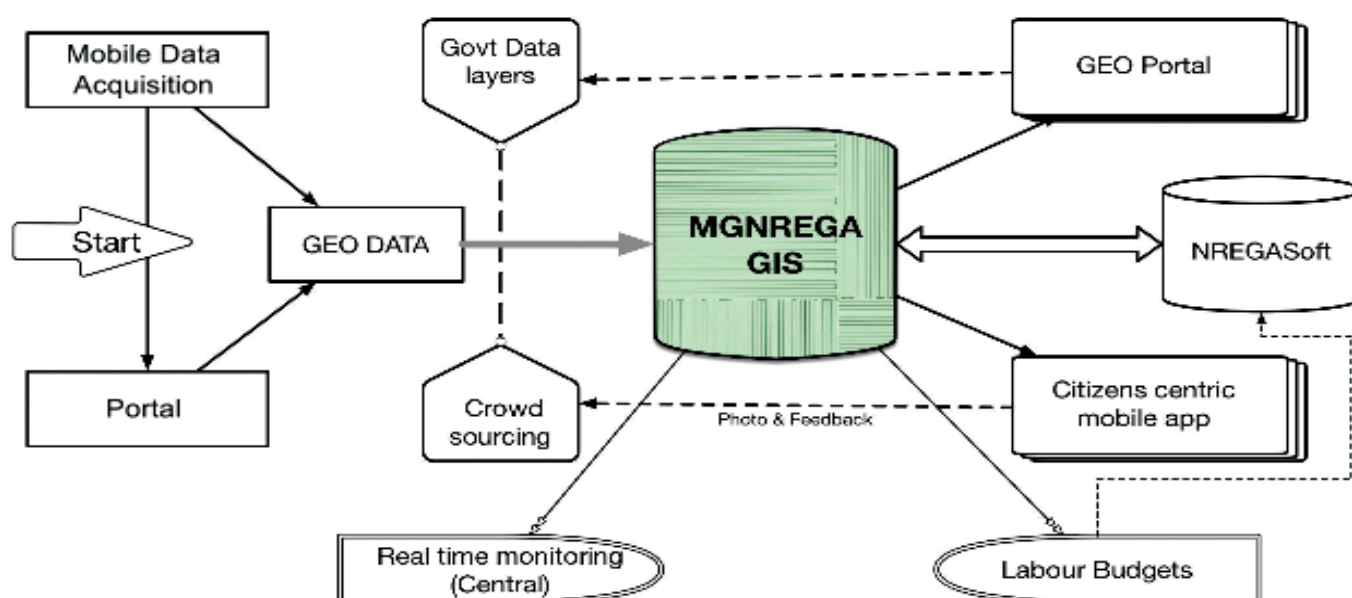 Mobile Data
Acquisition
Govt Data
layers
GEO Portal
Start
GEO DATA
MGNREGA
GIS
NREGASoft
Portal
Crowd
sourcing
Photo & Feedback
Citizens centric
mobile app
Real time monitoring
(Central)
Labour Budgets